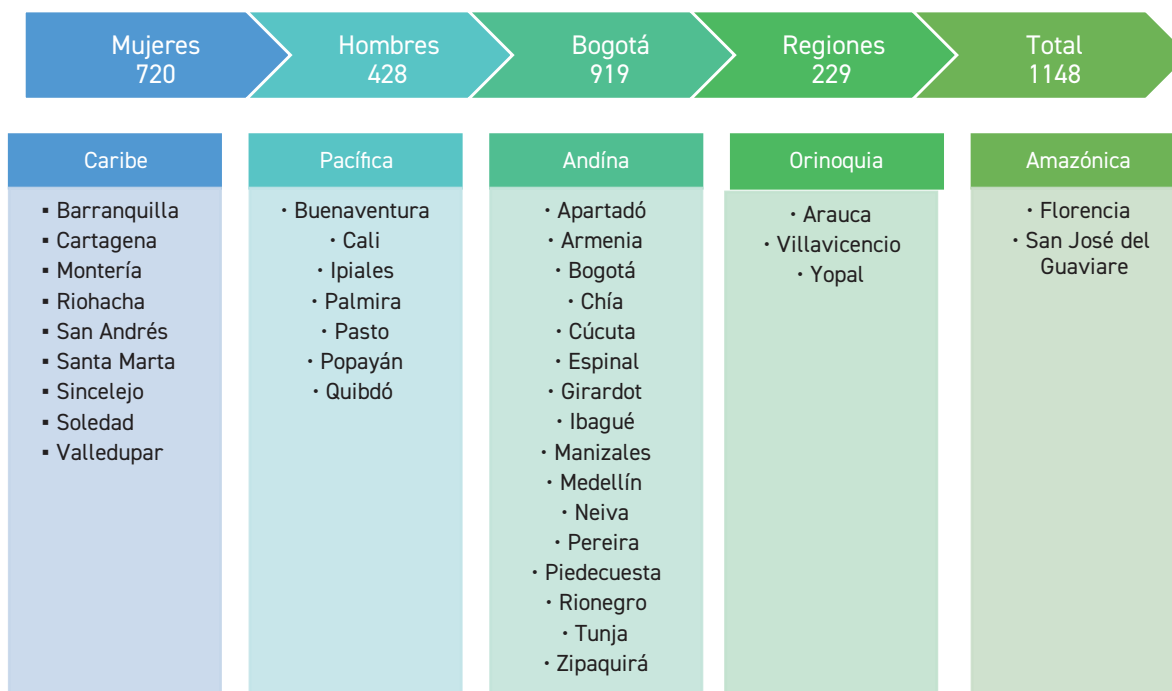 Mujeres
720
Hombres
428
Bogotá
919
Regiones
229
Total
1148
Caribe
▪ Barranquilla
▪ Cartagena
▪ Montería
▪ Riohacha
▪ San Andrés
▪ Santa Marta
▪ Sincelejo
▪ Soledad
▪ Valledupar
Pacífica
• Buenaventura
• Cali
• Ipiales
• Palmira
• Pasto
• Popayán
• Quibdó
Andína
• Apartadó
• Armenia
• Bogotá
• Chía
• Cúcuta
• Espinal
• Girardot
• Ibagué
• Manizales
• Medellín
• Neiva
• Pereira
• Piedecuesta
• Rionegro
• Tunja
• Zipaquirá
Orinoquia
• Arauca
• Villavicencio
• Yopal
Amazónica
• Florencia
• San José del
Guaviare